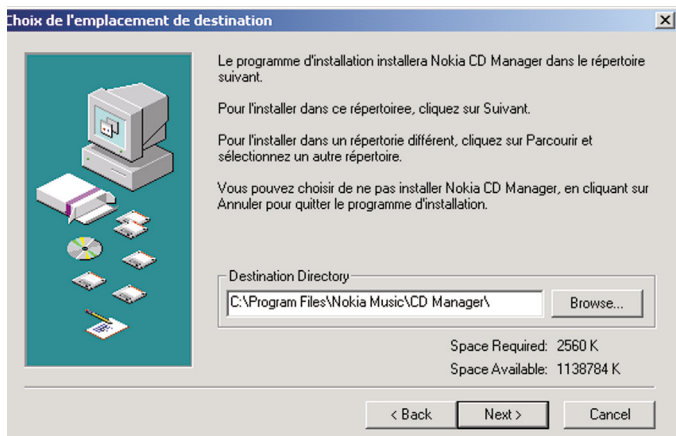 Choix de l'emplacement de destination
Le programme d'installation installera Nokia CD Manager dans le répertoire
suivant.
Pour l'installer dans ce répertoiree, cliquez sur Suivant.
Pour l'installer dans un répertorie différent, cliquez sur Parcourir et
sélectionnez un autre répertoire.
Vous pouvez choisir de ne pas installer Nokia CD Manager, en cliquant sur
Annuler pour quitter le programme d'installation.
Destination Directory
C:\Program Files\Nokia Music\CD Manager\
Browse...
Space Required: 2560 K
Space Available: 1138784 K
< Back
Next >
Cancel